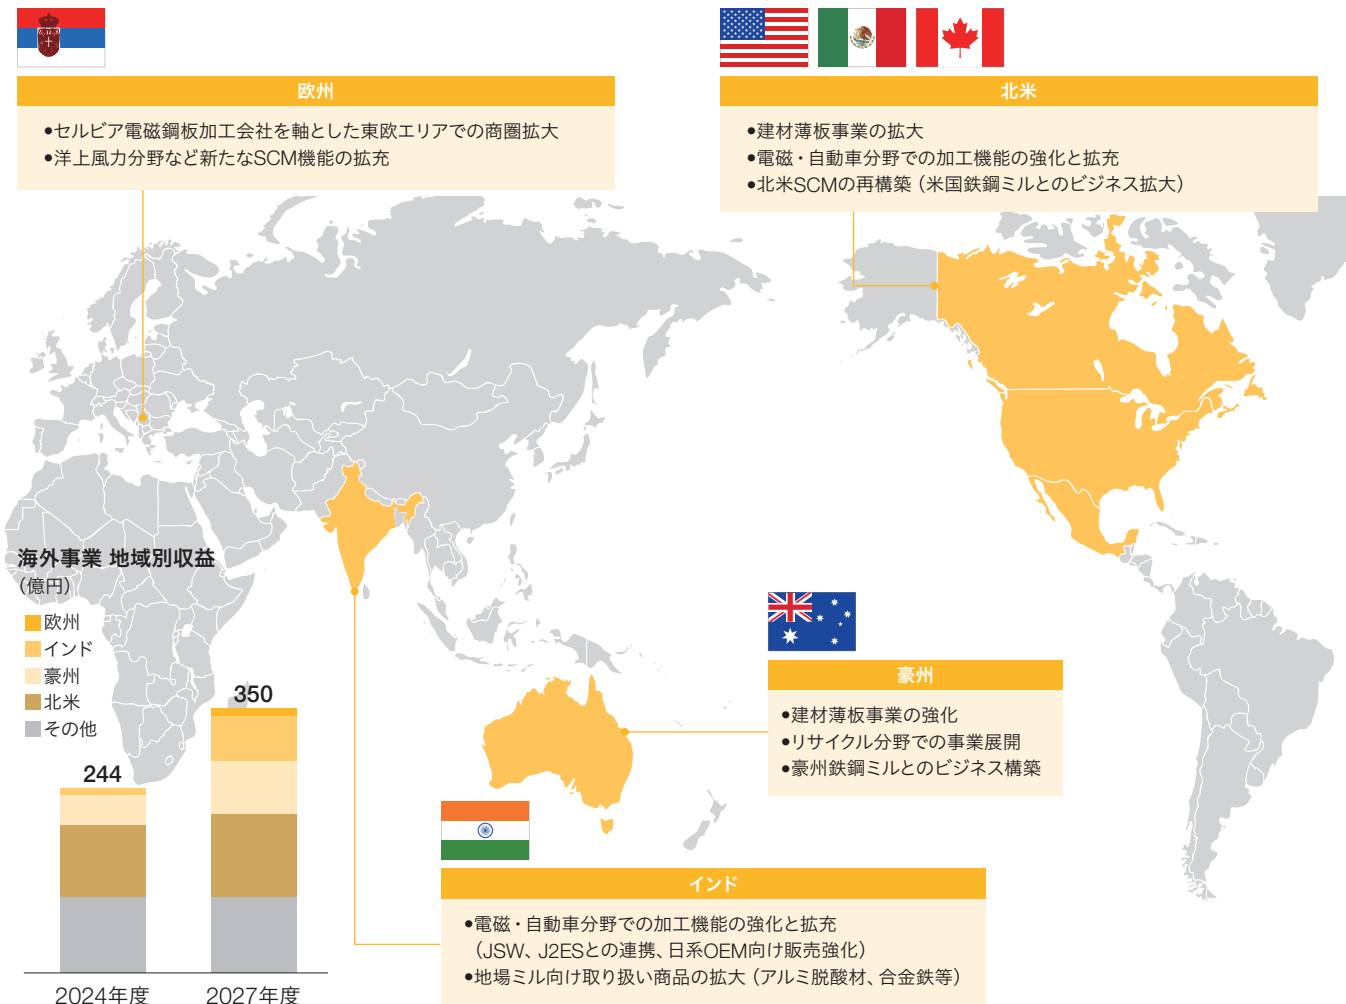 欧州
●セルビア電磁鋼板加工会社を軸とした東欧エリアでの商圏拡大
●洋上風力分野など新たなSCM機能の拡充
北米
●建材薄板事業の拡大
●電磁・自動車分野での加工機能の強化と拡充
●北米SCMの再構築（米国鉄鋼ミルとのビジネス拡大）
海外事業 地域別収益
（億円）
欧州
インド
豪州
北米
その他
244
350
2024年度
2027年度
豪州
●建材薄板事業の強化
●リサイクル分野での事業展開
●豪州鉄鋼ミルとのビジネス構築
インド
●電磁・自動車分野での加工機能の強化と拡充
（JSW、J2ESとの連携、日系OEM向け販売強化）
●地場ミル向け取り扱い商品の拡大（アルミ脱酸材、合金鉄等）